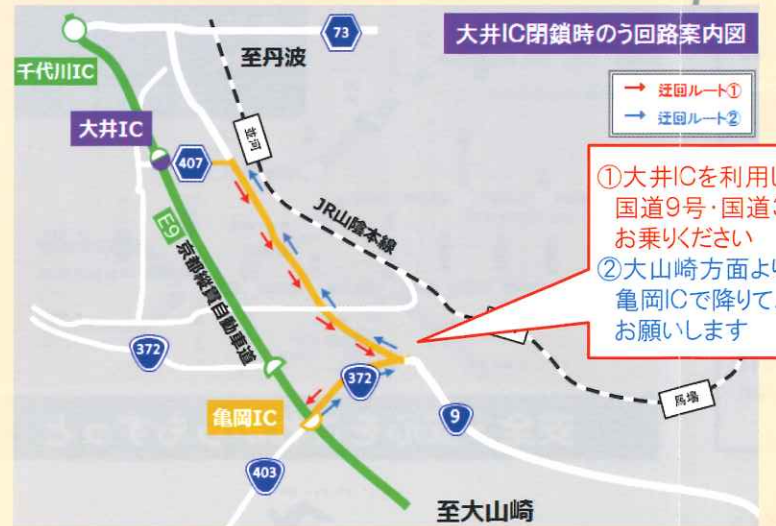 大井IC閉鎖時のう回路案内図
迂回ルート①
迂回ルート②
73
至丹波
千代川IC
大井IC
407
並河
JR山陰本線
E9 京都縦貫自動車道
①大井ICを利用し
国道9号・国道3
お乗りください
②大山崎方面より
亀岡ICで降りて
お願いします
372
372
亀岡IC
9
馬堀
403
至大山崎